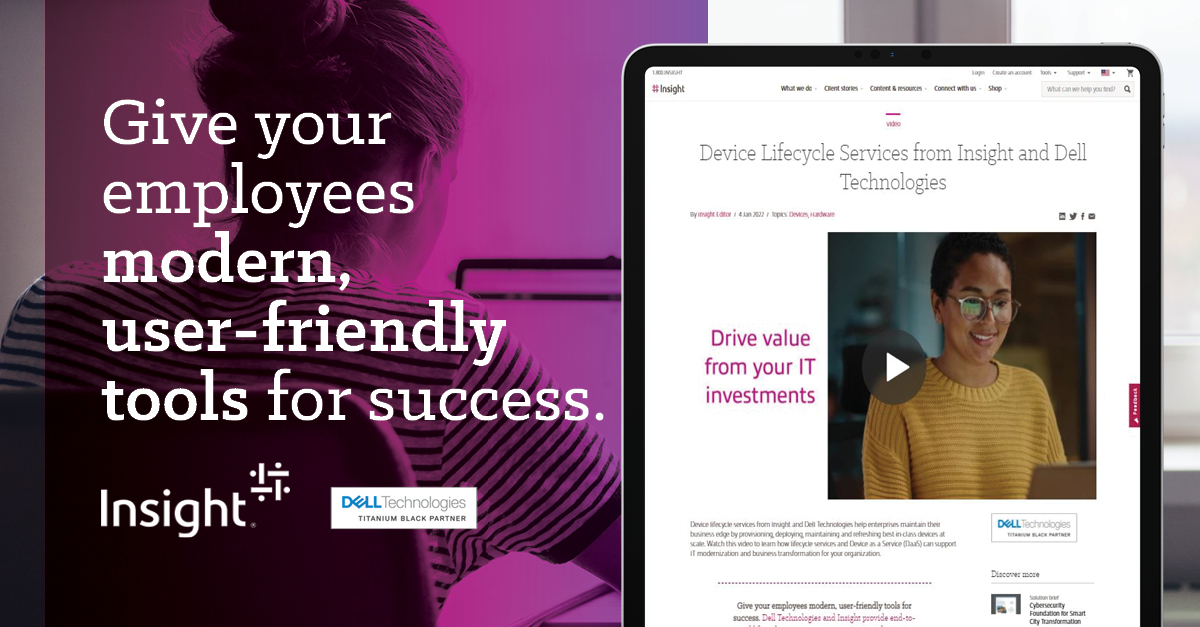 Give your
employees
modern,
user-friendly
tools for success.
Insight
DELLTechnologies
TITANIUM BLACK PARTNER
1.800.INSIGHT
Login Create an account Tools Support
Insight
What we do Client stories Content & resources Connect with us Shop
What can we help you find?
Video
Device Lifecycle Services from Insight and Dell
Technologies
By Insight Editor / 4 Jan 2022 / Topics: Devices, Hardware
Drive value
from your IT
investments
Feedback
Device lifecycle services from Insight and Dell Technologies help enterprises maintain their
business edge by provisioning, deploying, maintaining and refreshing best-in-class devices at
scale. Watch this video to learn how lifecycle services and Device as a Service (DaaS) can support
IT modernization and business transformation for your organization.
DELLTechnologies
TITANIUM BLACK PARTNER
Discover more
Solution brief
Cybersecurity
Foundation for Smart
City Transformation
Give your employees modern, user-friendly tools for
success. Dell Technologies and Insight provide end-to-